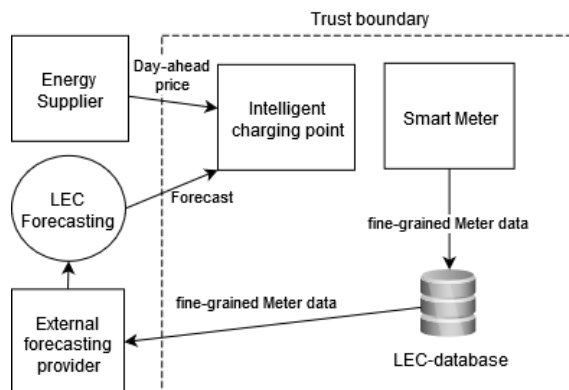 Trust boundary
Energy
Supplier
Day-ahead
price
Intelligent
charging point
Smart Meter
LEC
Forecasting
Forecast
fine-grained Meter data
fine-grained Meter data
External
forecasting
provider
LEC-database